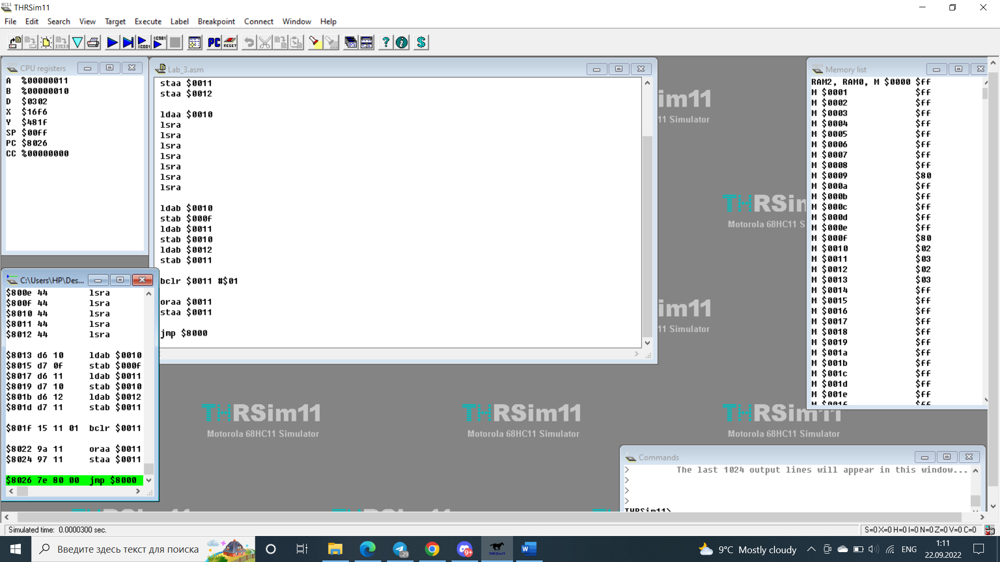 HC11 THRSim11
File Edit Search View Target Execute Label Breakpoint Connect Window Help
$C001 $C981 PC RESET ? $
10110
CPU registers
A %00000011
B %00000010
D $0302
X $16f6
Y $481f
SP $00ff
PC $8026
CC %00000000
Lab_3.asm
staa $0011
staa $0012
ldaa $0010
lsra
lsra
lsra
lsra
lsra
lsra
lsra
ldab $0010
stab $000f
ldab $0011
stab $0010
ldab $0012
stab $0011
bclr $0011 #$01
oraa $0011
staa $0011
jmp $8000
C:\Users\HP\Des...
$800e 44 lsra
$800f 44 lsra
$8010 44 lsra
$8011 44 lsra
$8012 44 lsra
$8013 d6 10 ldab $0010
$8015 d7 0f stab $000f
$8017 d6 11 ldab $0011
$8019 d7 10 stab $0010
$801b d6 12 ldab $0012
$801d d7 11 stab $0011
$801f 15 11 01 bclr $0011
$8022 9a 11 oraa $0011
$8024 97 11 staa $0011
$8026 7e 80 00 jmp $8000
Memory list
RAM2, RAM0, M $0000 $ff
M $0001 $ff
M $0002 $ff
M $0003 $ff
M $0004 $ff
M $0005 $ff
M $0006 $ff
M $0007 $ff
M $0008 $ff
M $0009 $80
M $000a $ff
M $000b $ff
M $000c $ff
M $000d $ff
M $000e $ff
M $000f $80
M $0010 $02
M $0011 $03
M $0012 $02
M $0013 $03
M $0014 $ff
M $0015 $ff
M $0016 $ff
M $0017 $ff
M $0018 $ff
M $0019 $ff
M $001a $ff
M $001b $ff
M $001c $ff
M $001d $ff
M $001e $ff
M $001f $ff
im11
11 Simulator
THRSim
Motorola 68HC11 S
im11
11 Simulator
THRSim11 THRSim11 THRSim11
Motorola 68HC11 Simulator Motorola 68HC11 Simulator Motorola 68HC11 Simulator
Commands
> The last 1024 output lines will appear in this window...
>
>
>
THRSim11>
Simulated time: 0.0000300 sec.
S=0 X=0 H=0 I=0 N=0 Z=0 V=0 C=0
Введите здесь текст для поиска
..29
9+
THRSim11
W
9°C Mostly cloudy
ENG
1:11
22.09.2022